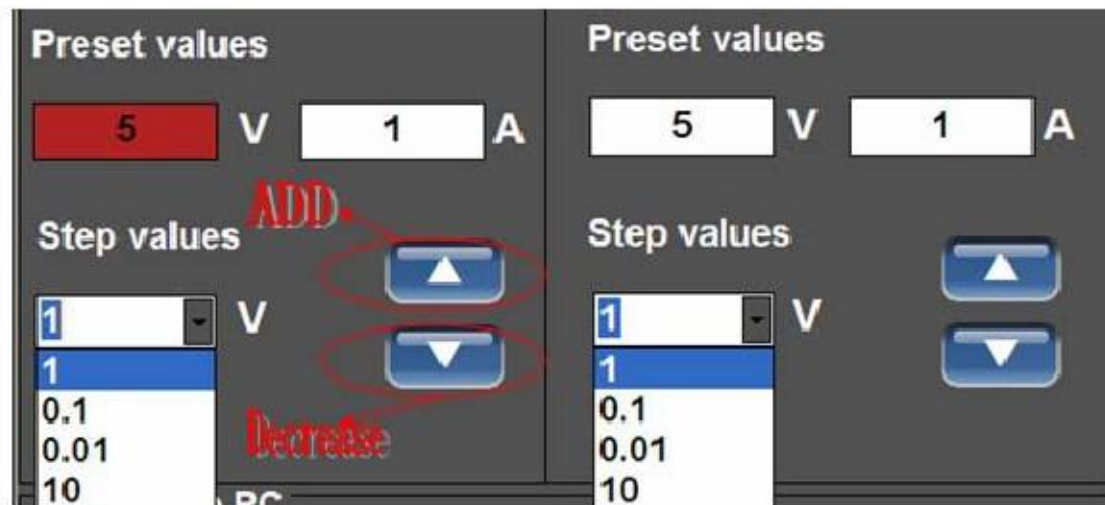 Preset values
5 V 1 A
ADD
Step values
1 V
1
0.1
0.01
10
Decrease
Preset values
5 V 1 A
Step values
1 V
1
0.1
0.01
10